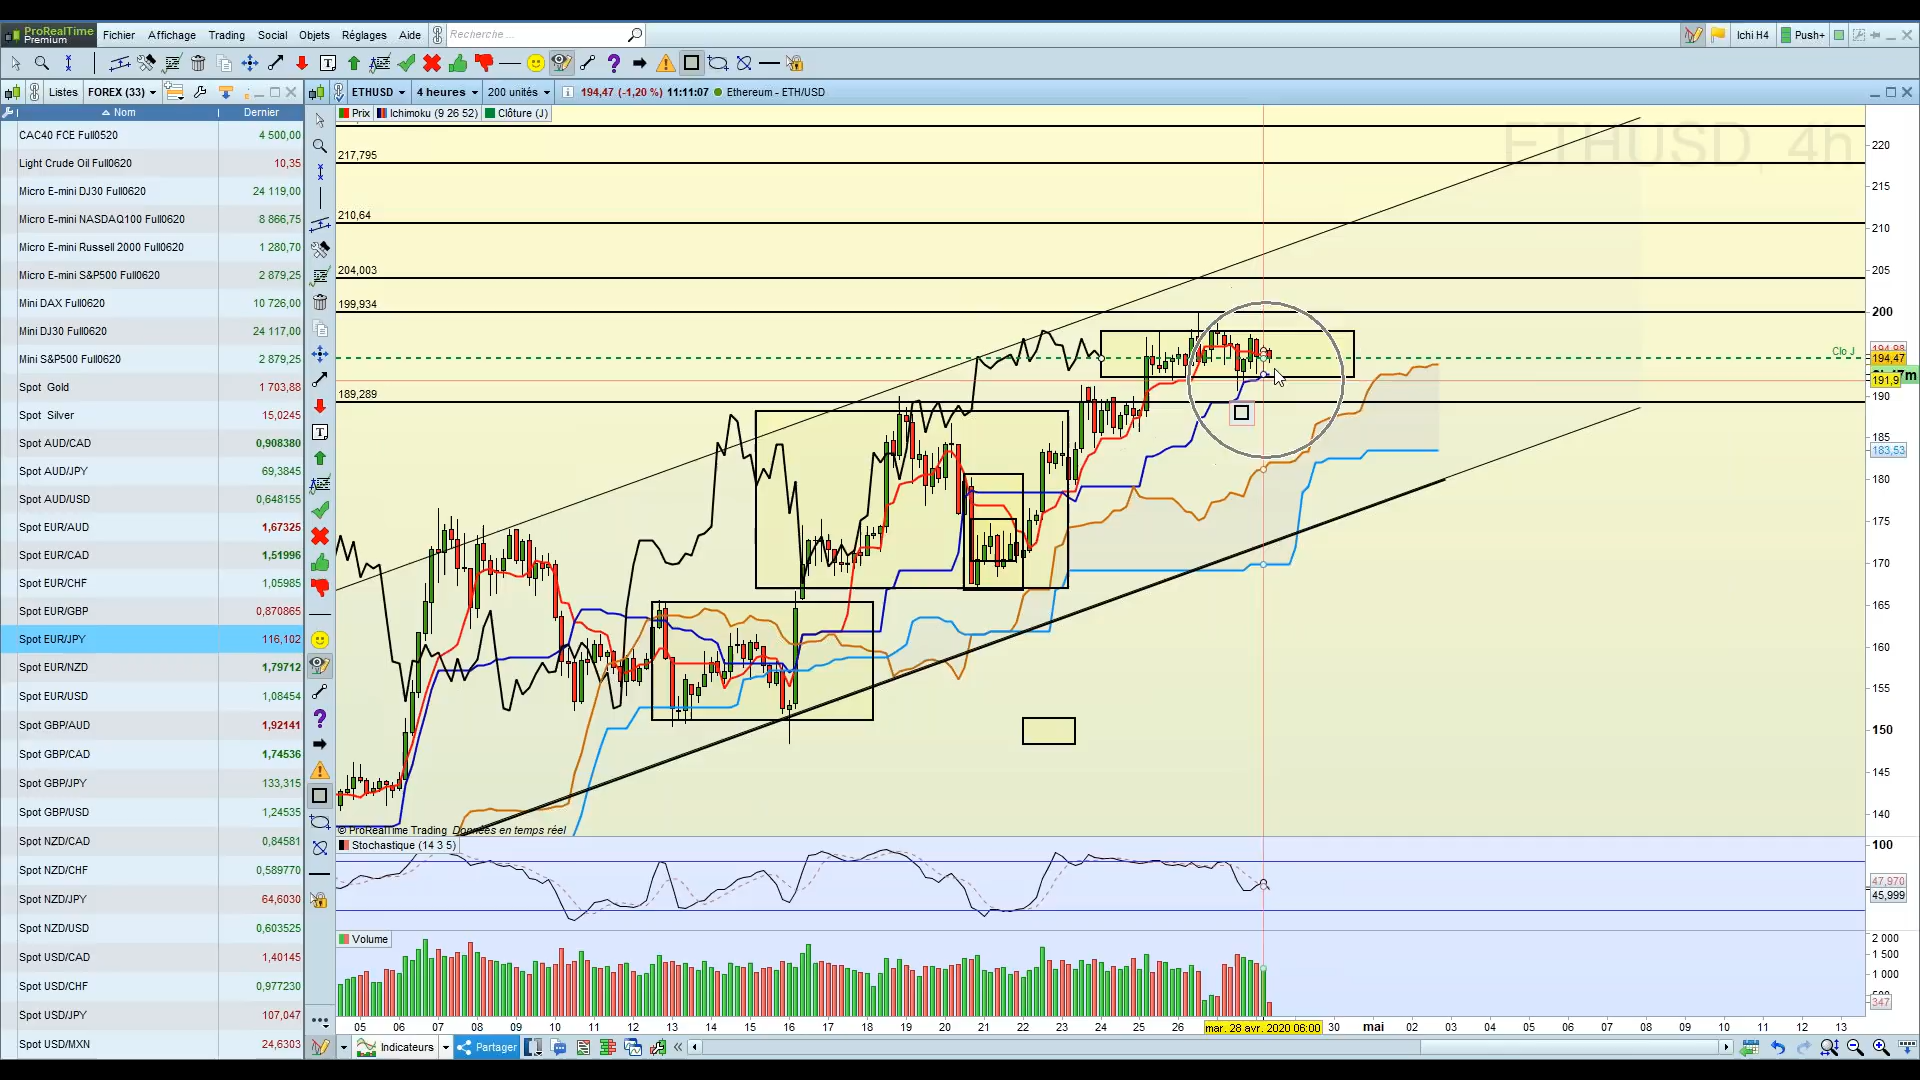 ProRealTime
Premium
Fichier Affichage Trading Social Objets Réglages Aide Recherche... Ichi H4 Push+
Listes FOREX (33) ETHUSD 4 heures 200 unités 194,47 (-1,20 %) 11:11:07 Ethereum - ETH/USD
Nom Dernier
CAC40 FCE Full0520 4 500,00
Light Crude Oil Full0620 10,35
Micro E-mini DJ30 Full0620 24 119,00
Micro E-mini NASDAQ100 Full0620 8 866,75
Micro E-mini Russell 2000 Full0620 1 280,70
Micro E-mini S&P500 Full0620 2 879,25
Mini DAX Full0620 10 726,00
Mini DJ30 Full0620 24 117,00
Mini S&P500 Full0620 2 879,25
Spot Gold 1 703,88
Spot Silver 15,0245
Spot AUD/CAD 0,908380
Spot AUD/JPY 69,3845
Spot AUD/USD 0,648155
Spot EUR/AUD 1,67325
Spot EUR/CAD 1,51996
Spot EUR/CHF 1,05985
Spot EUR/GBP 0,870865
Spot EUR/JPY 116,102
Spot EUR/NZD 1,79712
Spot EUR/USD 1,08454
Spot GBP/AUD 1,92141
Spot GBP/CAD 1,74536
Spot GBP/JPY 133,315
Spot GBP/USD 1,24535
Spot NZD/CAD 0,84581
Spot NZD/CHF 0,589770
Spot NZD/JPY 64,6030
Spot NZD/USD 0,603525
Spot USD/CAD 1,40145
Spot USD/CHF 0,977230
Spot USD/JPY 107,047
Spot USD/MXN 24,6303
Prix Ichimoku (9 26 52) Clôture (J)
ETHUSD, 4h
217,795
210,64
204,003
199,934
189,289
Clo J
220
215
210
205
200
194,98
194,47
191,9
190
185
183,53
180
175
170
165
160
155
150
145
140
© ProRealTime Trading Données en temps réel
Stochastique (14 3 5)
100
47,970
45,999
Volume
2 000
1 500
1 000
347
05 06 07 08 09 10 11 12 13 14 15 16 17 18 19 20 21 22 23 24 25 26 mar. 28 avr. 2020 06:00 30 mai 02 03 04 05 06 07 08 09 10 11 12 13
Indicateurs Partager